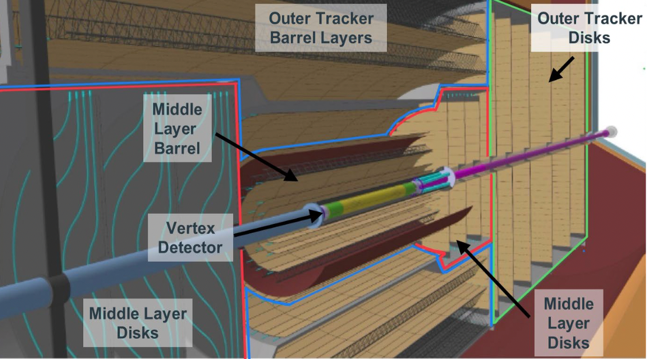 Outer Tracker
Barrel Layers
Outer Tracker
Disks
Middle
Layer
Barrel
Vertex
Detector
Middle Layer
Disks
Middle
Layer
Disks